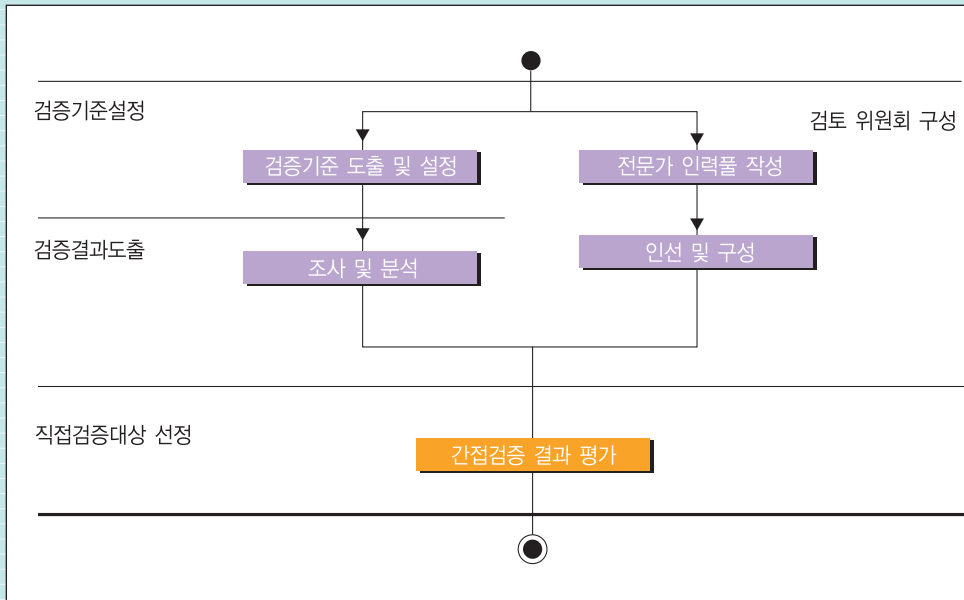 검증기준설정
검토 위원회 구성
검증기준 도출 및 설정
전문가 인력풀 작성
검증결과도출
조사 및 분석
인선 및 구성
직접검증대상 선정
간접검증 결과 평가